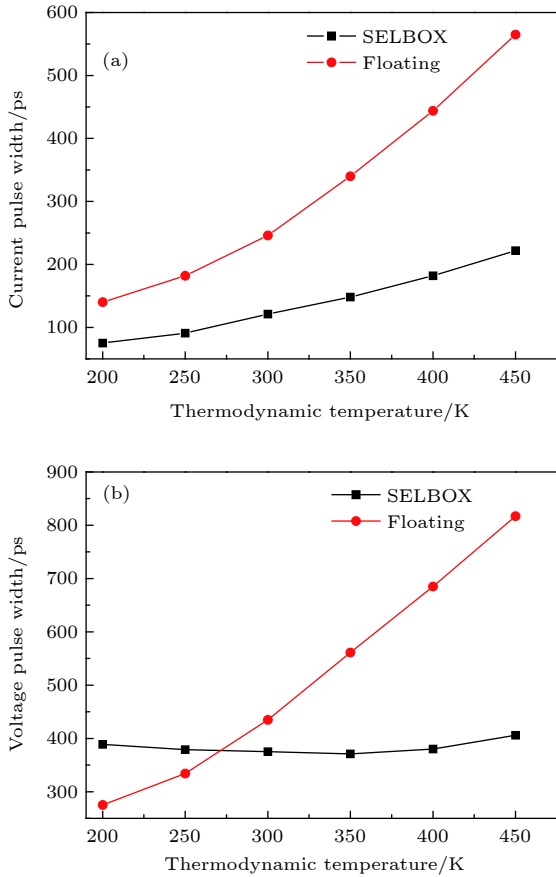 600
(a)
SELBOX
Floating
500
400
300
200
100
Current pulse width/ps
200 250 300 350 400 450
Thermodynamic temperature/K
900
(b)
SELBOX
Floating
800
700
600
500
400
300
Voltage pulse width/ps
200 250 300 350 400 450
Thermodynamic temperature/K